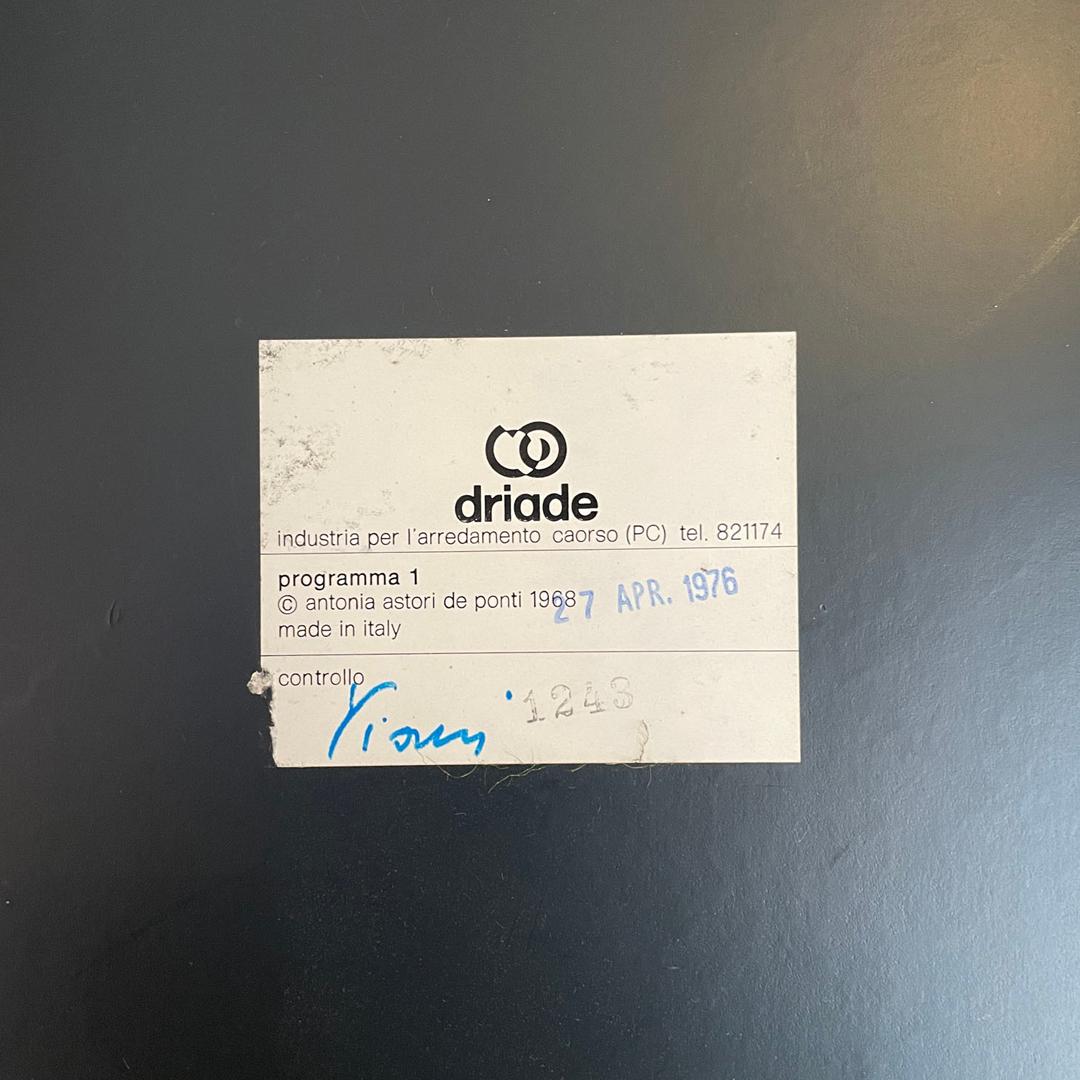 driade
industria per l'arredamento caorso (PC) tel. 821174
programma 1
© antonia astori de ponti 1968
27 APR. 1976
made in italy
controllo
1243